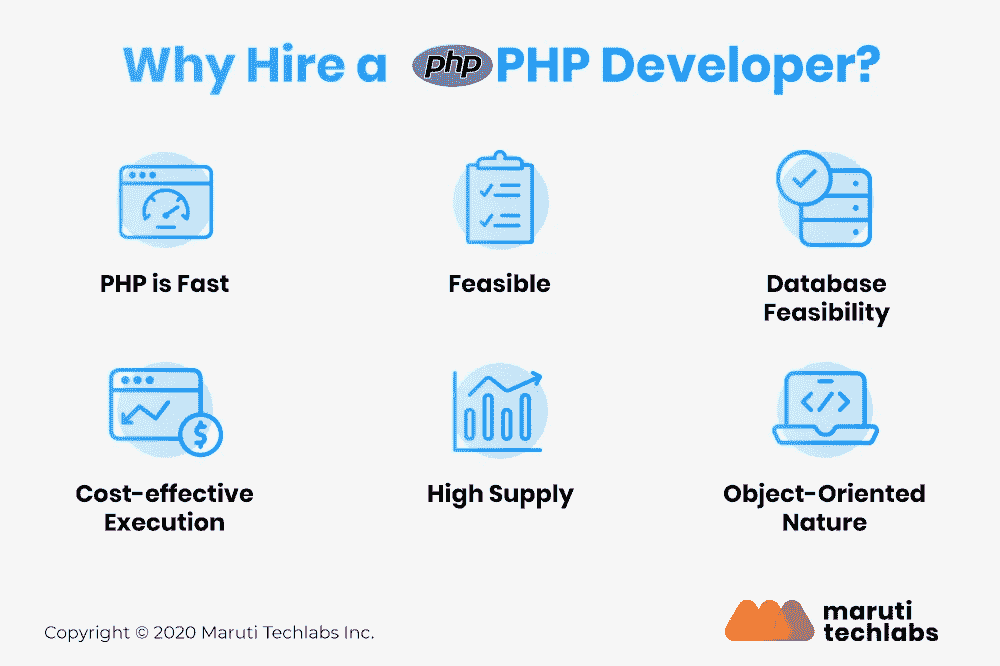 Why Hire a php PHP Developer?
PHP is Fast
Feasible
Database
Feasibility
Cost-effective
Execution
High Supply
Object-Oriented
Nature
Copyright © 2020 Maruti Techlabs Inc.
maruti
techlabs